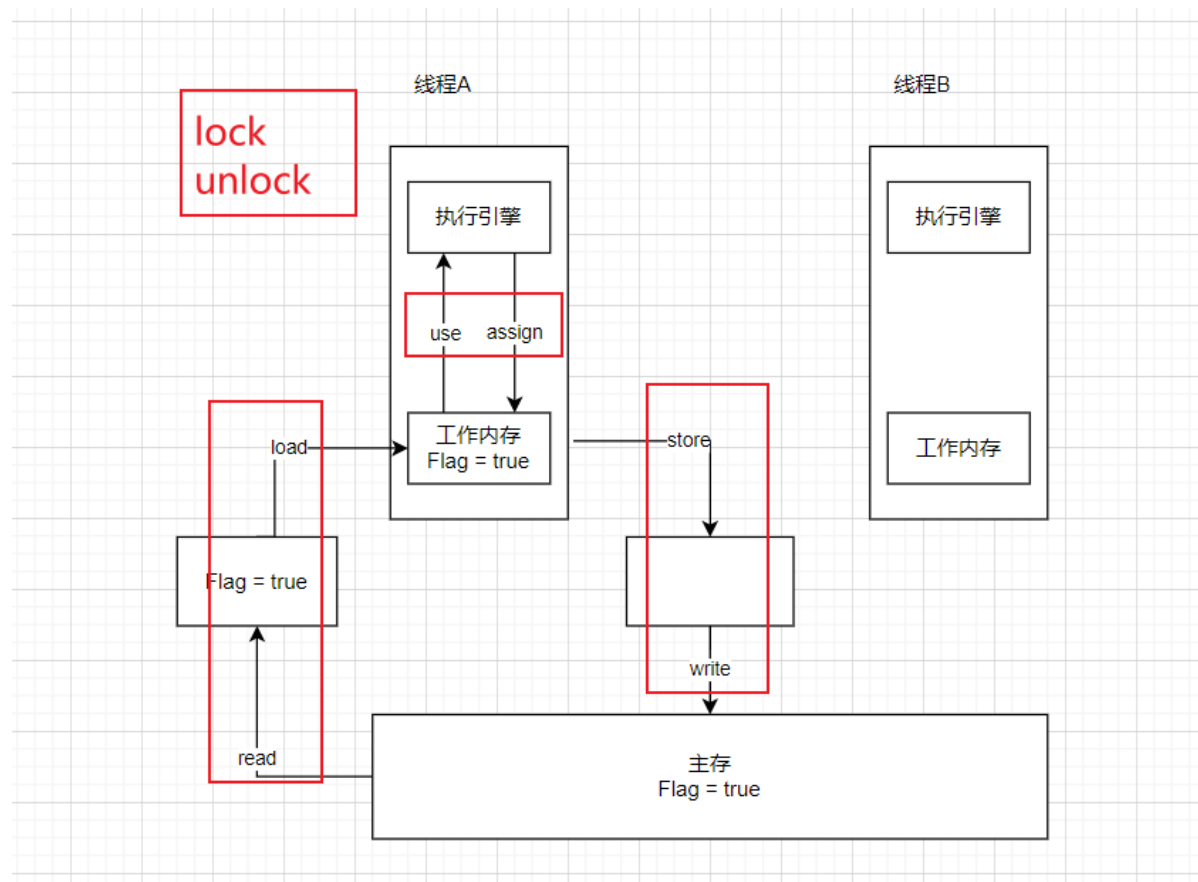 线程A
线程B
lock
unlock
执行引擎
执行引擎
use
assign
工作内存
Flag = true
工作内存
load
store
Flag = true
write
read
主存
Flag = true